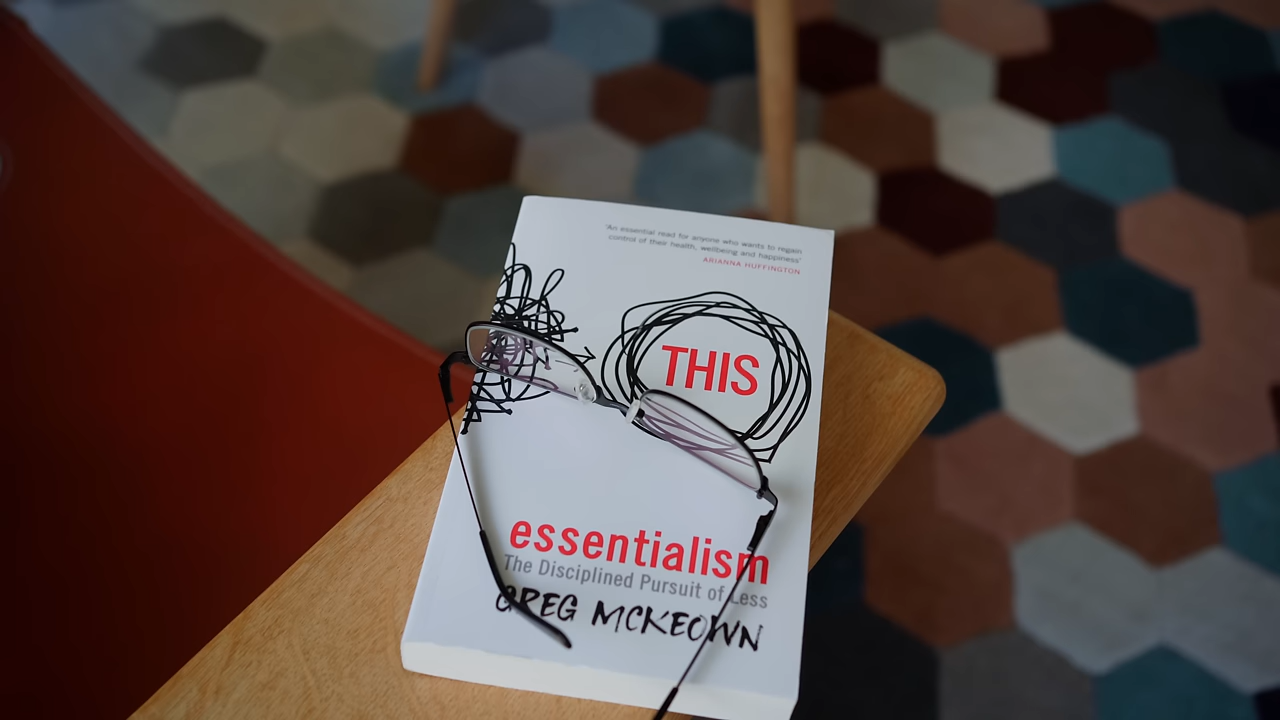 'An essential read for anyone who wants to regain
control of their health, wellbeing and happiness'
ARIANNA HUFFINGTON
THIS
essentialism
The Disciplined Pursuit of Less
GREG MCKEOWN